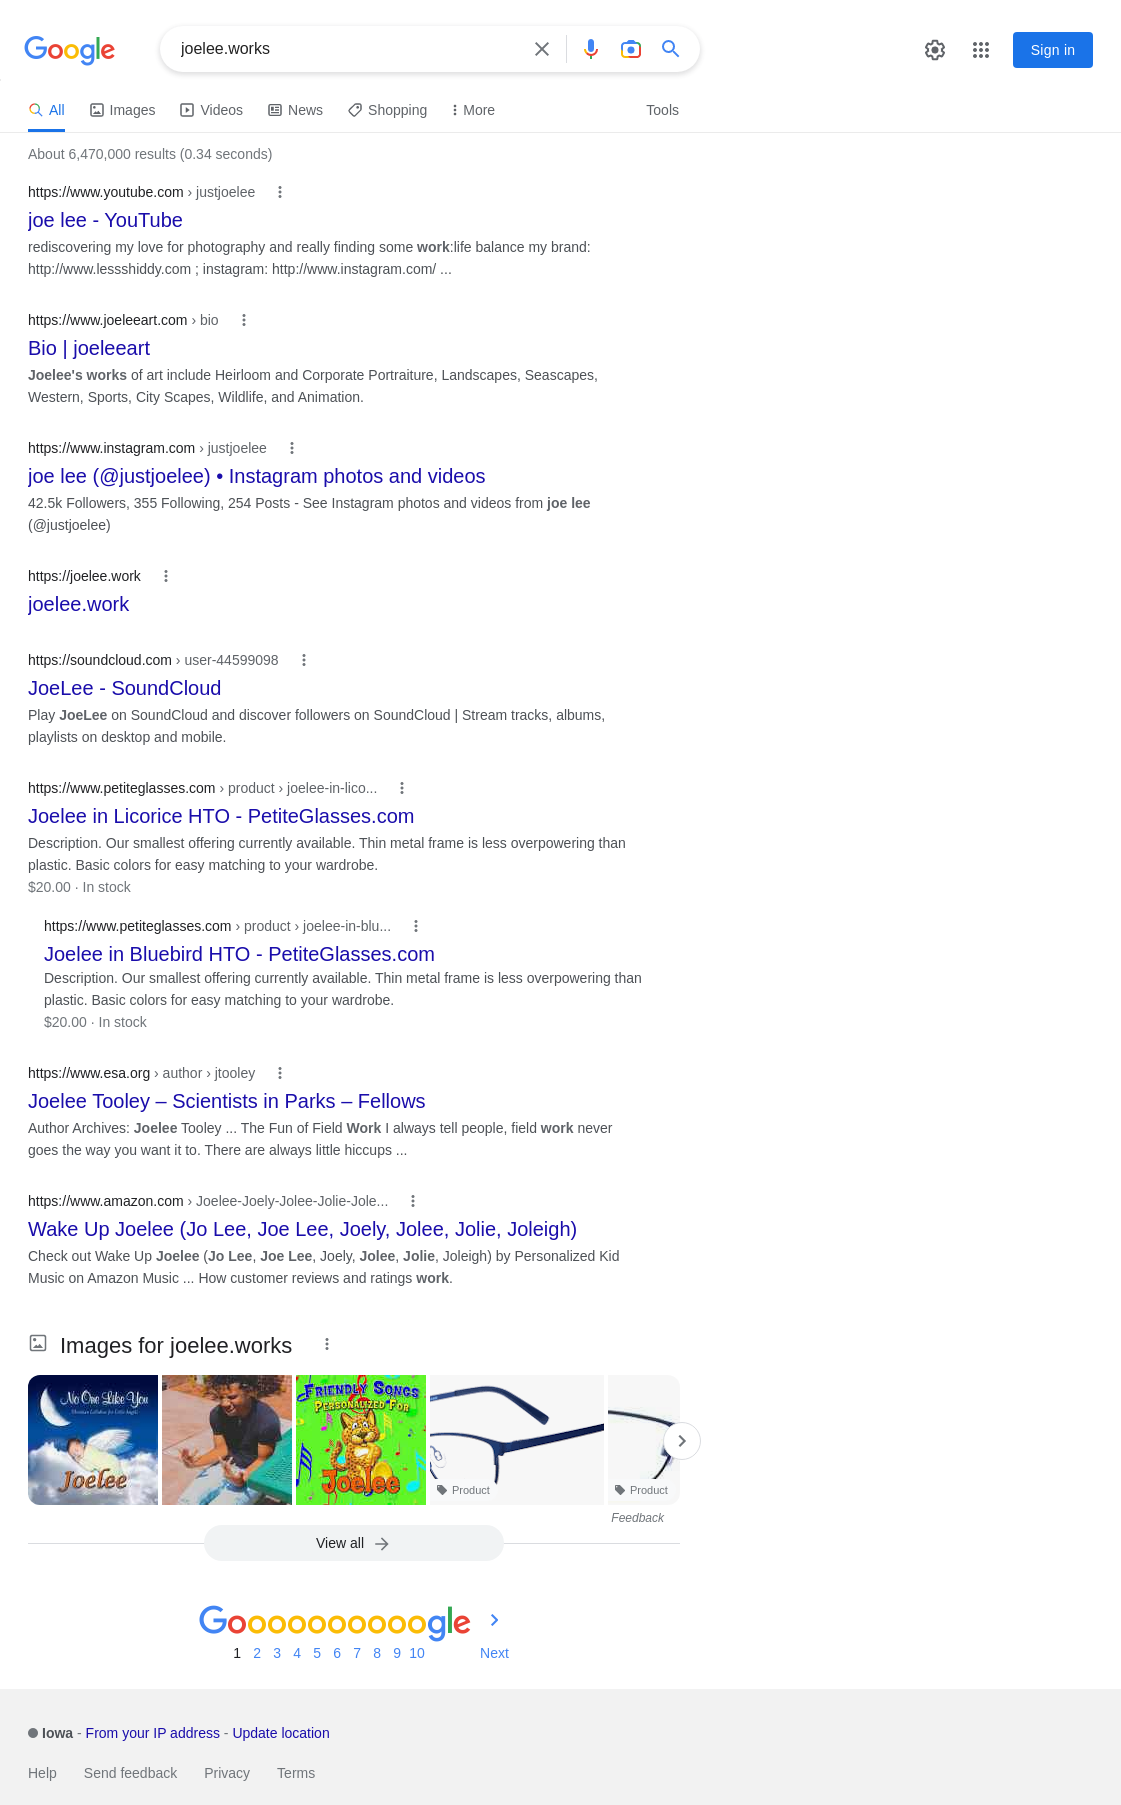 Google
joelee.works
Sign in
All
Images
Videos
News
Shopping
More
Tools
About 6,470,000 results (0.34 seconds)
https://www.youtube.com › justjoelee
joe lee - YouTube
rediscovering my love for photography and really finding some work:life balance my brand:
http://www.lessshiddy.com ; instagram: http://www.instagram.com/ ...
https://www.joeleeart.com › bio
Bio | joeleeart
Joelee's works of art include Heirloom and Corporate Portraiture, Landscapes, Seascapes,
Western, Sports, City Scapes, Wildlife, and Animation.
https://www.instagram.com › justjoelee
joe lee (@justjoelee) • Instagram photos and videos
42.5k Followers, 355 Following, 254 Posts - See Instagram photos and videos from joe lee
(@justjoelee)
https://joelee.work
joelee.work
https://soundcloud.com › user-44599098
JoeLee - SoundCloud
Play JoeLee on SoundCloud and discover followers on SoundCloud | Stream tracks, albums,
playlists on desktop and mobile.
https://www.petiteglasses.com › product › joelee-in-lico...
Joelee in Licorice HTO - PetiteGlasses.com
Description. Our smallest offering currently available. Thin metal frame is less overpowering than
plastic. Basic colors for easy matching to your wardrobe.
$20.00 · In stock
https://www.petiteglasses.com › product › joelee-in-blu...
Joelee in Bluebird HTO - PetiteGlasses.com
Description. Our smallest offering currently available. Thin metal frame is less overpowering than
plastic. Basic colors for easy matching to your wardrobe.
$20.00 · In stock
https://www.esa.org › author › jtooley
Joelee Tooley – Scientists in Parks – Fellows
Author Archives: Joelee Tooley ... The Fun of Field Work I always tell people, field work never
goes the way you want it to. There are always little hiccups ...
https://www.amazon.com › Joelee-Joely-Jolee-Jolie-Jole...
Wake Up Joelee (Jo Lee, Joe Lee, Joely, Jolee, Jolie, Joleigh)
Check out Wake Up Joelee (Jo Lee, Joe Lee, Joely, Jolee, Jolie, Joleigh) by Personalized Kid
Music on Amazon Music ... How customer reviews and ratings work.
Images for joelee.works
No One Like You
Christian Lullabies for Little Angels
Joelee
FRIENDLY SONGS
PERSONALIZED FOR
Joelee
Product
Product
Feedback
View all
Goooooooooogle
1 2 3 4 5 6 7 8 9 10 Next
Iowa - From your IP address - Update location
Help Send feedback Privacy Terms